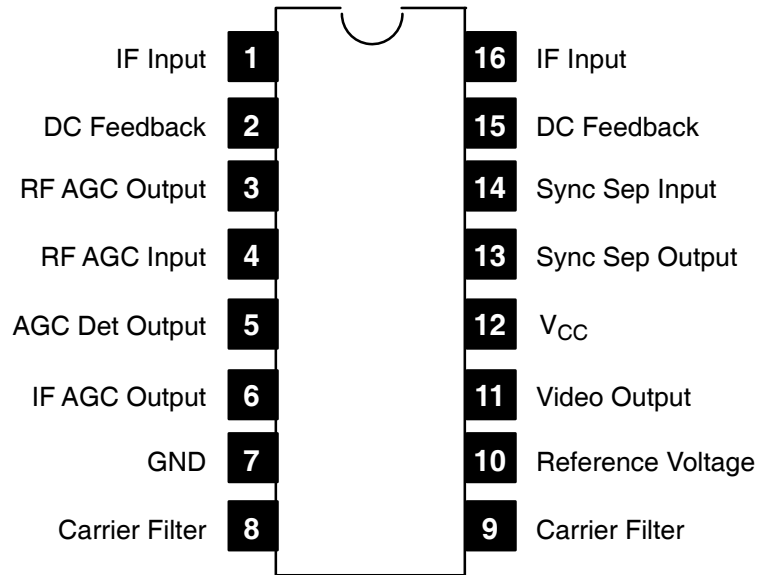 IF Input 1 16 IF Input
DC Feedback 2 15 DC Feedback
RF AGC Output 3 14 Sync Sep Input
RF AGC Input 4 13 Sync Sep Output
AGC Det Output 5 12 VCC
IF AGC Output 6 11 Video Output
GND 7 10 Reference Voltage
Carrier Filter 8 9 Carrier Filter